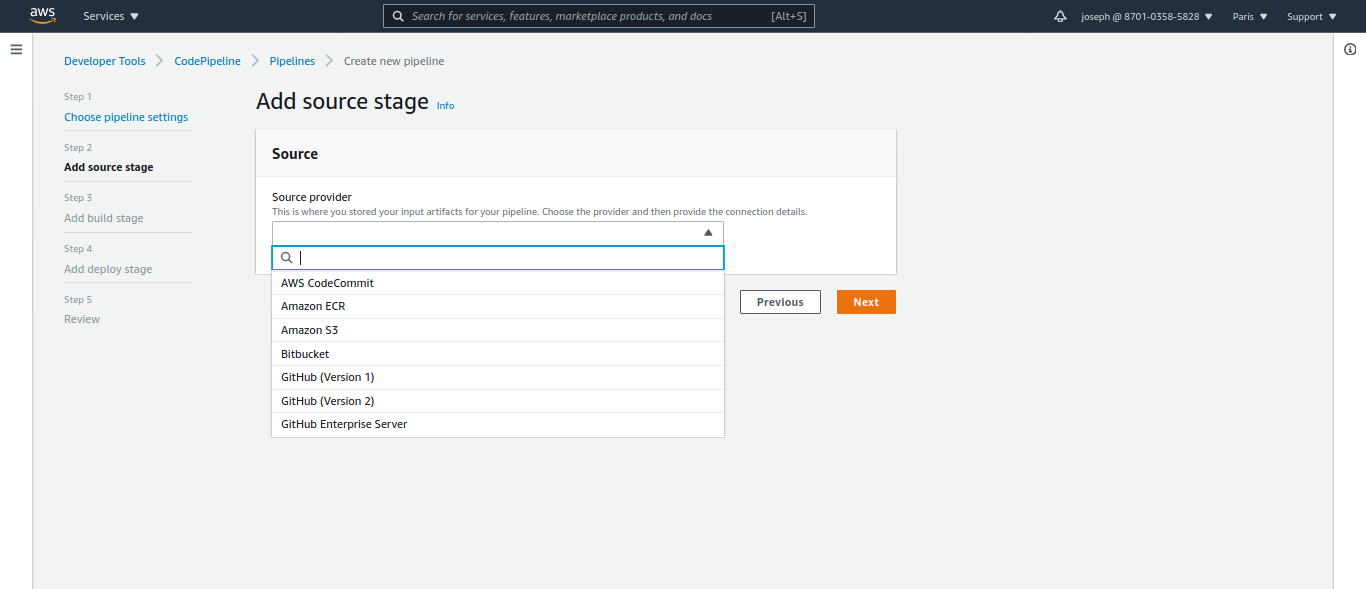 aws Services Search for services, features, marketplace products, and docs [Alt+S] joseph @ 8701-0358-5828 Paris Support
Developer Tools CodePipeline Pipelines Create new pipeline
Step 1
Choose pipeline settings
Step 2
Add source stage
Step 3
Add build stage
Step 4
Add deploy stage
Step 5
Review
Add source stage Info
Source
Source provider
This is where you stored your input artifacts for your pipeline. Choose the provider and then provide the connection details.
AWS CodeCommit
Amazon ECR
Amazon S3
Bitbucket
GitHub (Version 1)
GitHub (Version 2)
GitHub Enterprise Server
Previous Next